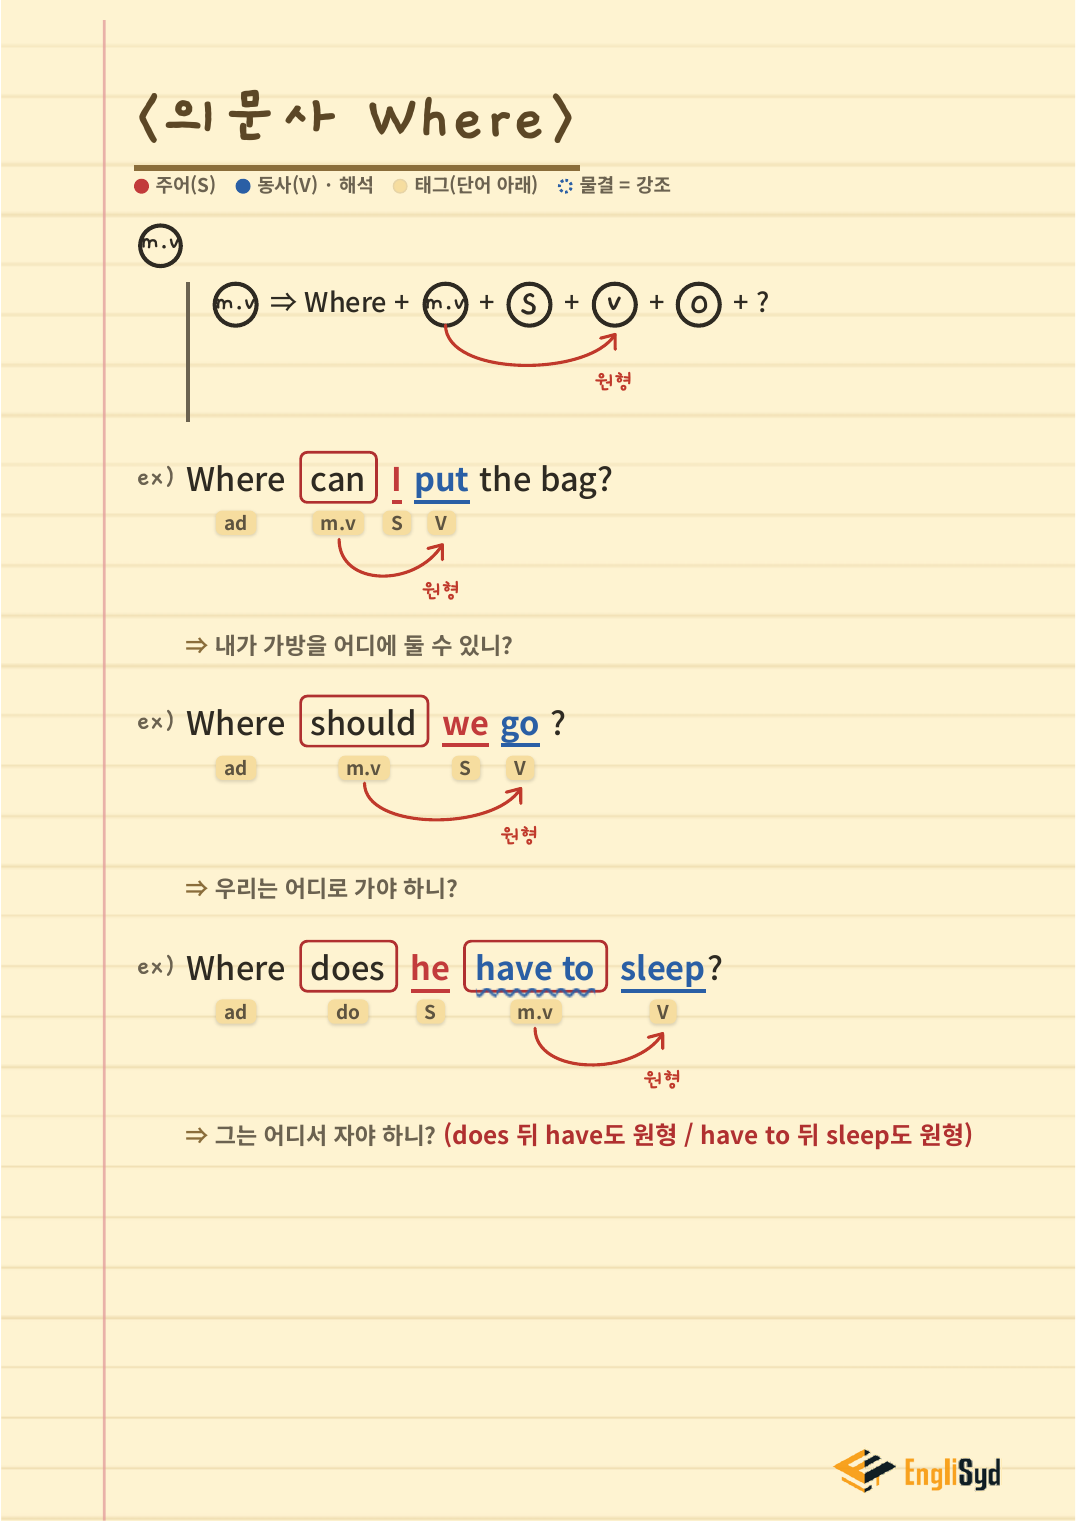 <의문사 Where>
주어(S) 동사(V) · 해석 태그(단어 아래) 물결 = 강조
m.v
m.v ⇒ Where + m.v + S + v + O + ?
원형
ex) Where can I put the bag?
ad m.v S V
원형
⇒ 내가 가방을 어디에 둘 수 있니?
ex) Where should we go ?
ad m.v S V
원형
⇒ 우리는 어디로 가야 하니?
ex) Where does he have to sleep?
ad do S m.v V
원형
⇒ 그는 어디서 자야 하니? (does 뒤 have도 원형 / have to 뒤 sleep도 원형)
EngliSyd